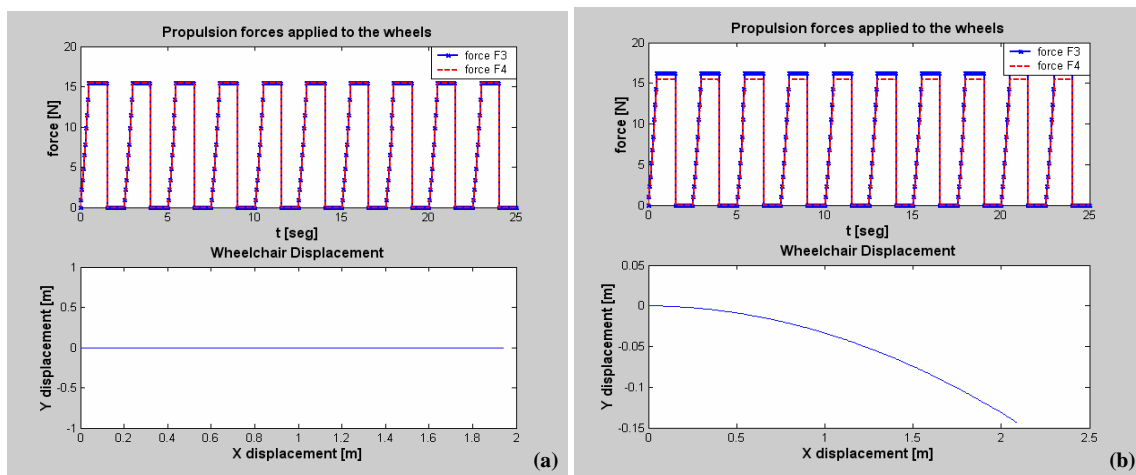 Propulsion forces applied to the wheels
force F3
force F4
20
15
10
5
0
force [N]
0 5 10 15 20 25
t [seg]
Wheelchair Displacement
1
0.5
0
-0.5
-1
Y displacement [m]
0 0.2 0.4 0.6 0.8 1 1.2 1.4 1.6 1.8 2
X displacement [m]
(a)
Propulsion forces applied to the wheels
force F3
force F4
20
15
10
5
0
force [N]
0 5 10 15 20 25
t [seg]
Wheelchair Displacement
0.05
0
-0.05
-0.1
-0.15
Y displacement [m]
0 0.5 1 1.5 2 2.5
X displacement [m]
(b)